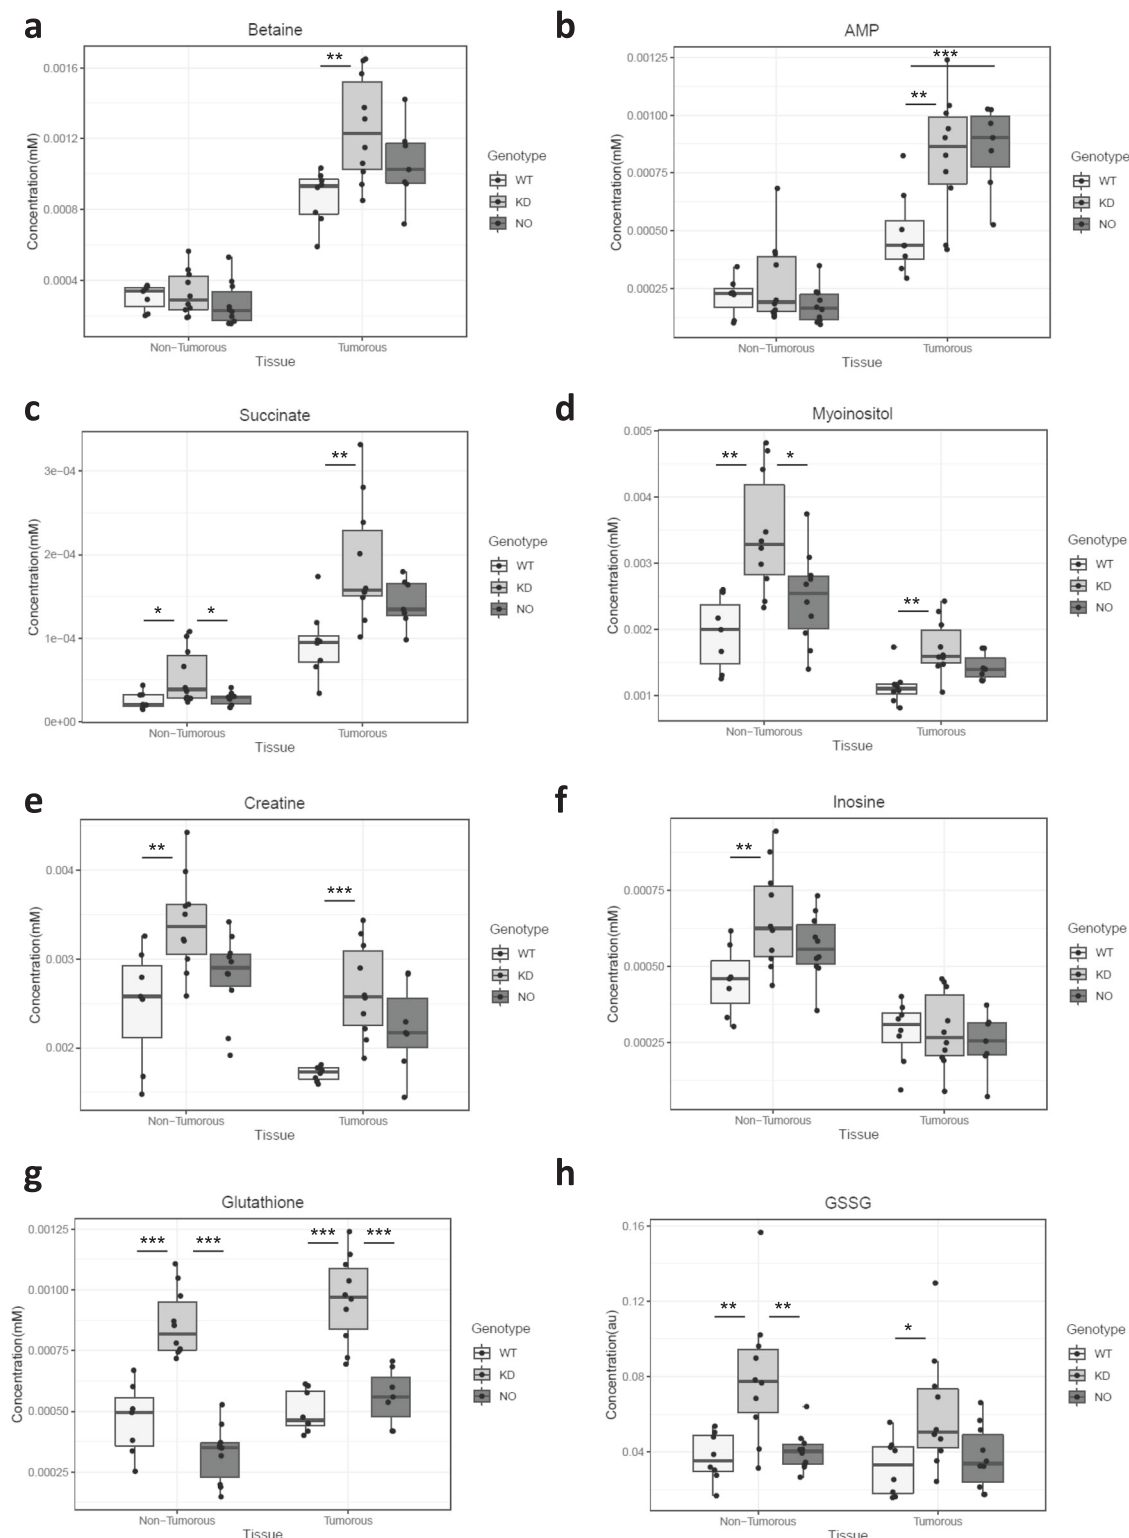 a
Betaine
**
0.0016
0.0012
0.0008
0.0004
Concentration(mM)
Non-Tumorous
Tumorous
Tissue
Genotype
WT
KD
NO
b
AMP
***
**
0.00125
0.00100
0.00075
0.00050
0.00025
Concentration(mM)
Non-Tumorous
Tumorous
Tissue
Genotype
WT
KD
NO
c
Succinate
**
*
*
3e-04
2e-04
1e-04
0e+00
Concentration(mM)
Non-Tumorous
Tumorous
Tissue
Genotype
WT
KD
NO
d
Myoinositol
**
*
**
0.005
0.004
0.003
0.002
0.001
Concentration(mM)
Non-Tumorous
Tumorous
Tissue
Genotype
WT
KD
NO
e
Creatine
**
***
0.004
0.003
0.002
Concentration(mM)
Non-Tumorous
Tumorous
Tissue
Genotype
WT
KD
NO
f
Inosine
**
0.00075
0.00050
0.00025
Concentration(mM)
Non-Tumorous
Tumorous
Tissue
Genotype
WT
KD
NO
g
Glutathione
***
***
***
***
0.00125
0.00100
0.00075
0.00050
0.00025
Concentration(mM)
Non-Tumorous
Tumorous
Tissue
Genotype
WT
KD
NO
h
GSSG
**
**
*
0.16
0.12
0.08
0.04
Concentration(au)
Non-Tumorous
Tumorous
Tissue
Genotype
WT
KD
NO